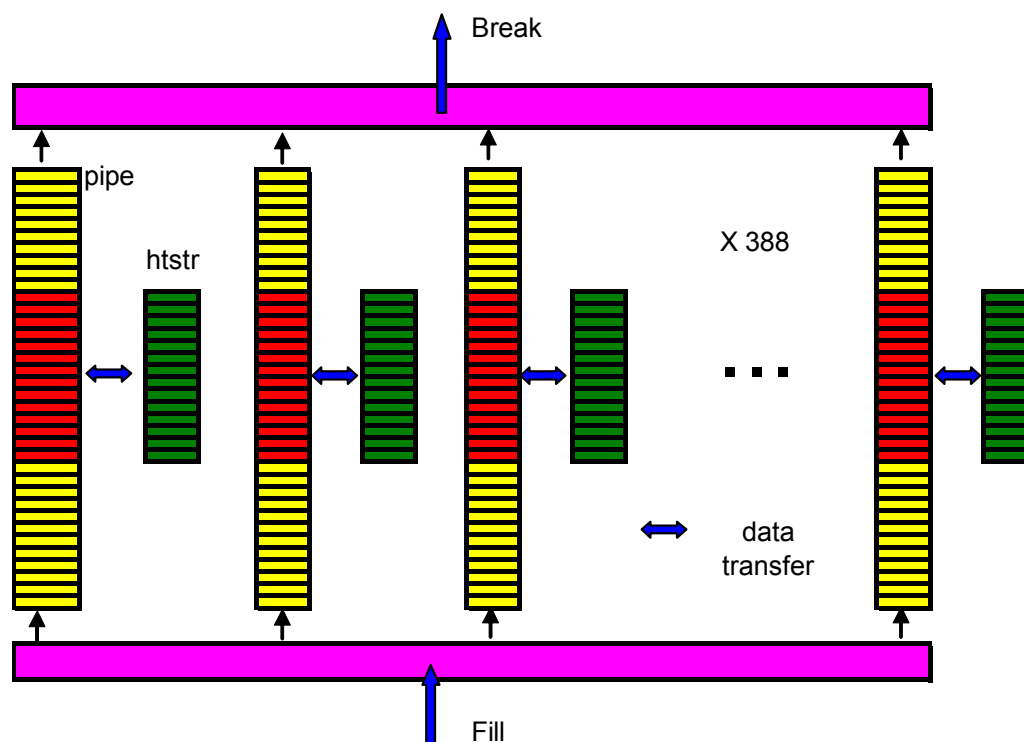 Break
pipe
htstr
X 388
...
data
transfer
Fill